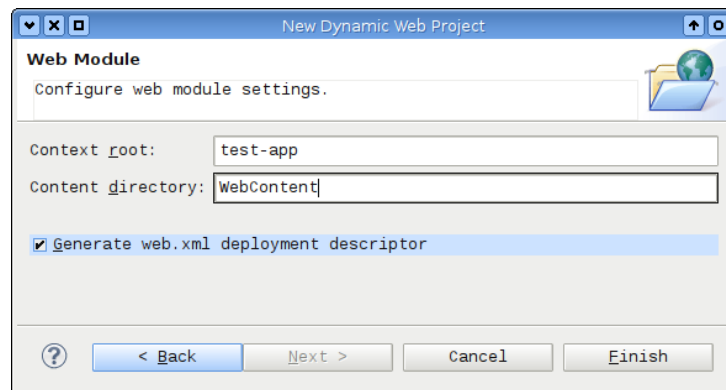 New Dynamic Web Project
Web Module
Configure web module settings.
Context root: test-app
Content directory: WebContent
Generate web.xml deployment descriptor
? < Back Next > Cancel Finish